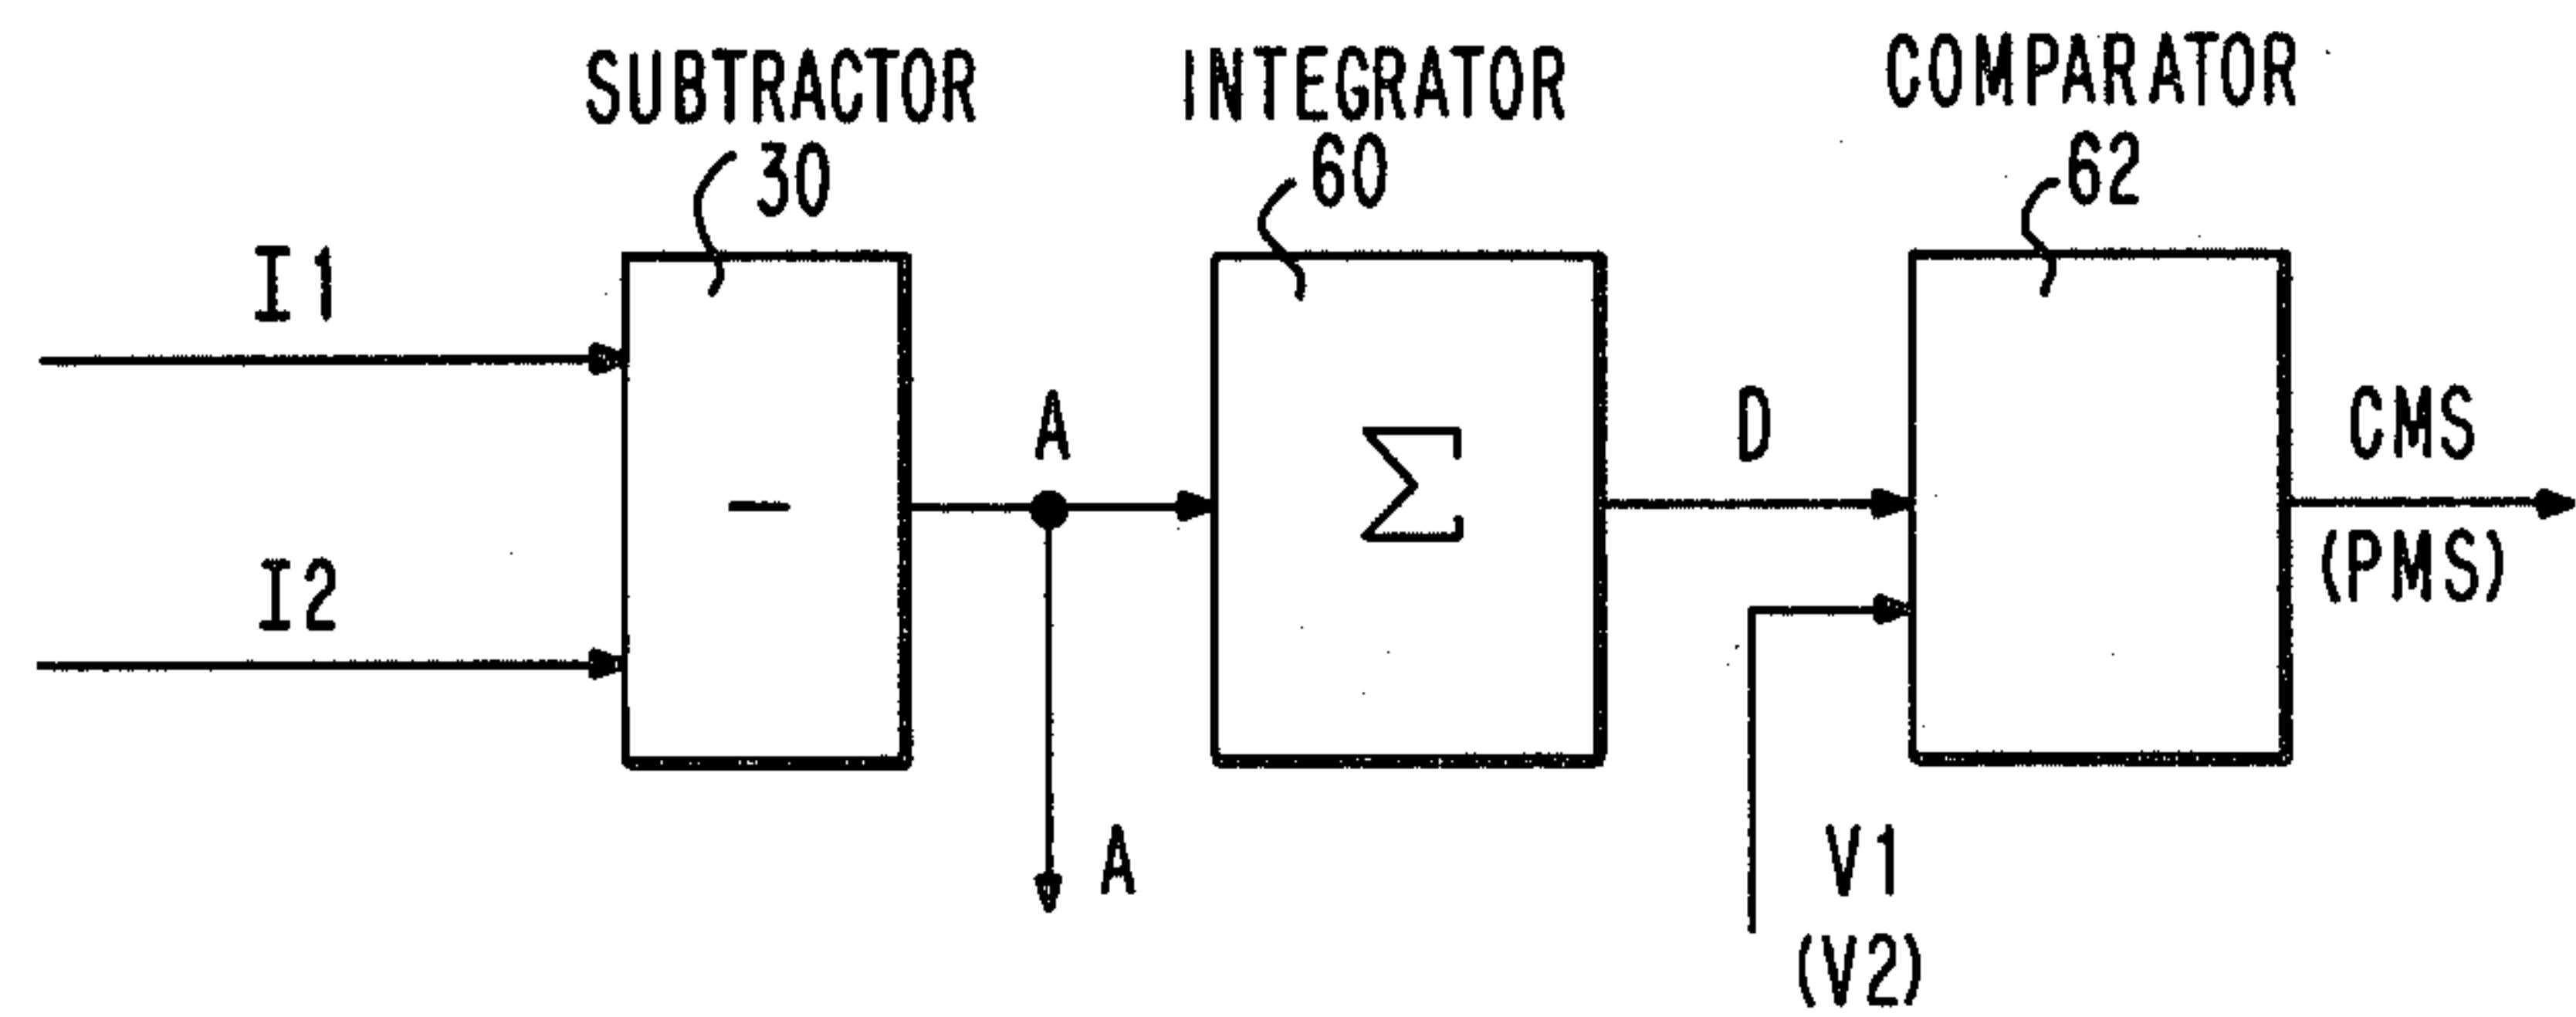 SUBTRACTOR
30
INTEGRATOR
60
COMPARATOR
62
I1
I2
−
A
A
Σ
D
V1
(V2)
CMS
(PMS)